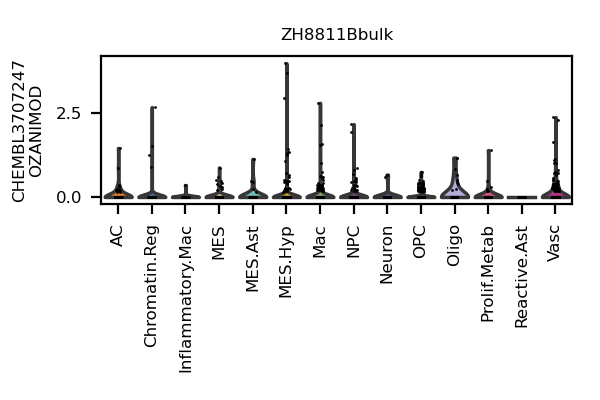 ZH8811Bbulk
CHEMBL3707247
OZANIMOD
2.5
0.0
AC
Chromatin.Reg
Inflammatory.Mac
MES
MES.Ast
MES.Hyp
Mac
NPC
Neuron
OPC
Oligo
Prolif.Metab
Reactive.Ast
Vasc